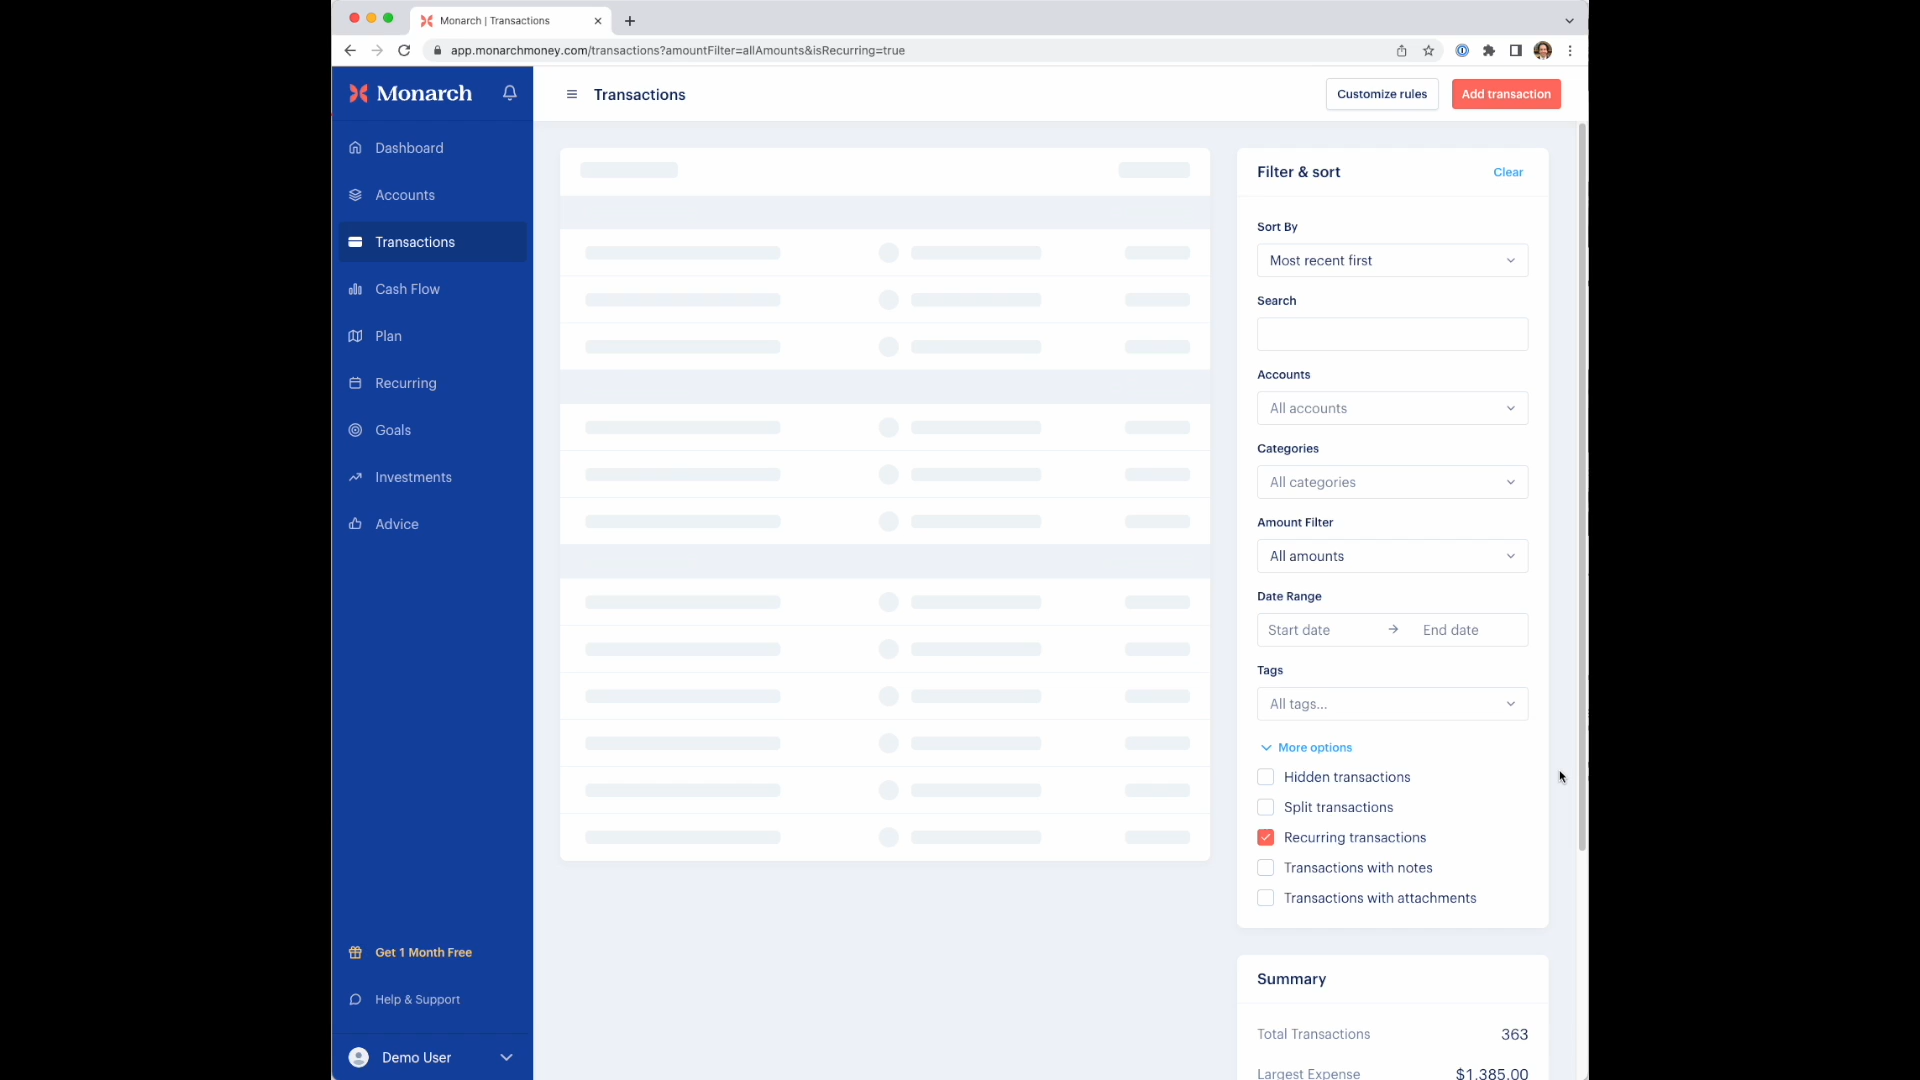 Monarch | Transactions
app.monarchmoney.com/transactions?amountFilter=allAmounts&isRecurring=true
Monarch
Transactions
Customize rules
Add transaction
Dashboard
Accounts
Transactions
Cash Flow
Plan
Recurring
Goals
Investments
Advice
Get 1 Month Free
Help & Support
Demo User
Filter & sort
Clear
Sort By
Most recent first
Search
Accounts
All accounts
Categories
All categories
Amount Filter
All amounts
Date Range
Start date
End date
Tags
All tags...
More options
Hidden transactions
Split transactions
Recurring transactions
Transactions with notes
Transactions with attachments
Summary
Total Transactions 363
Largest Expense $1,385.00